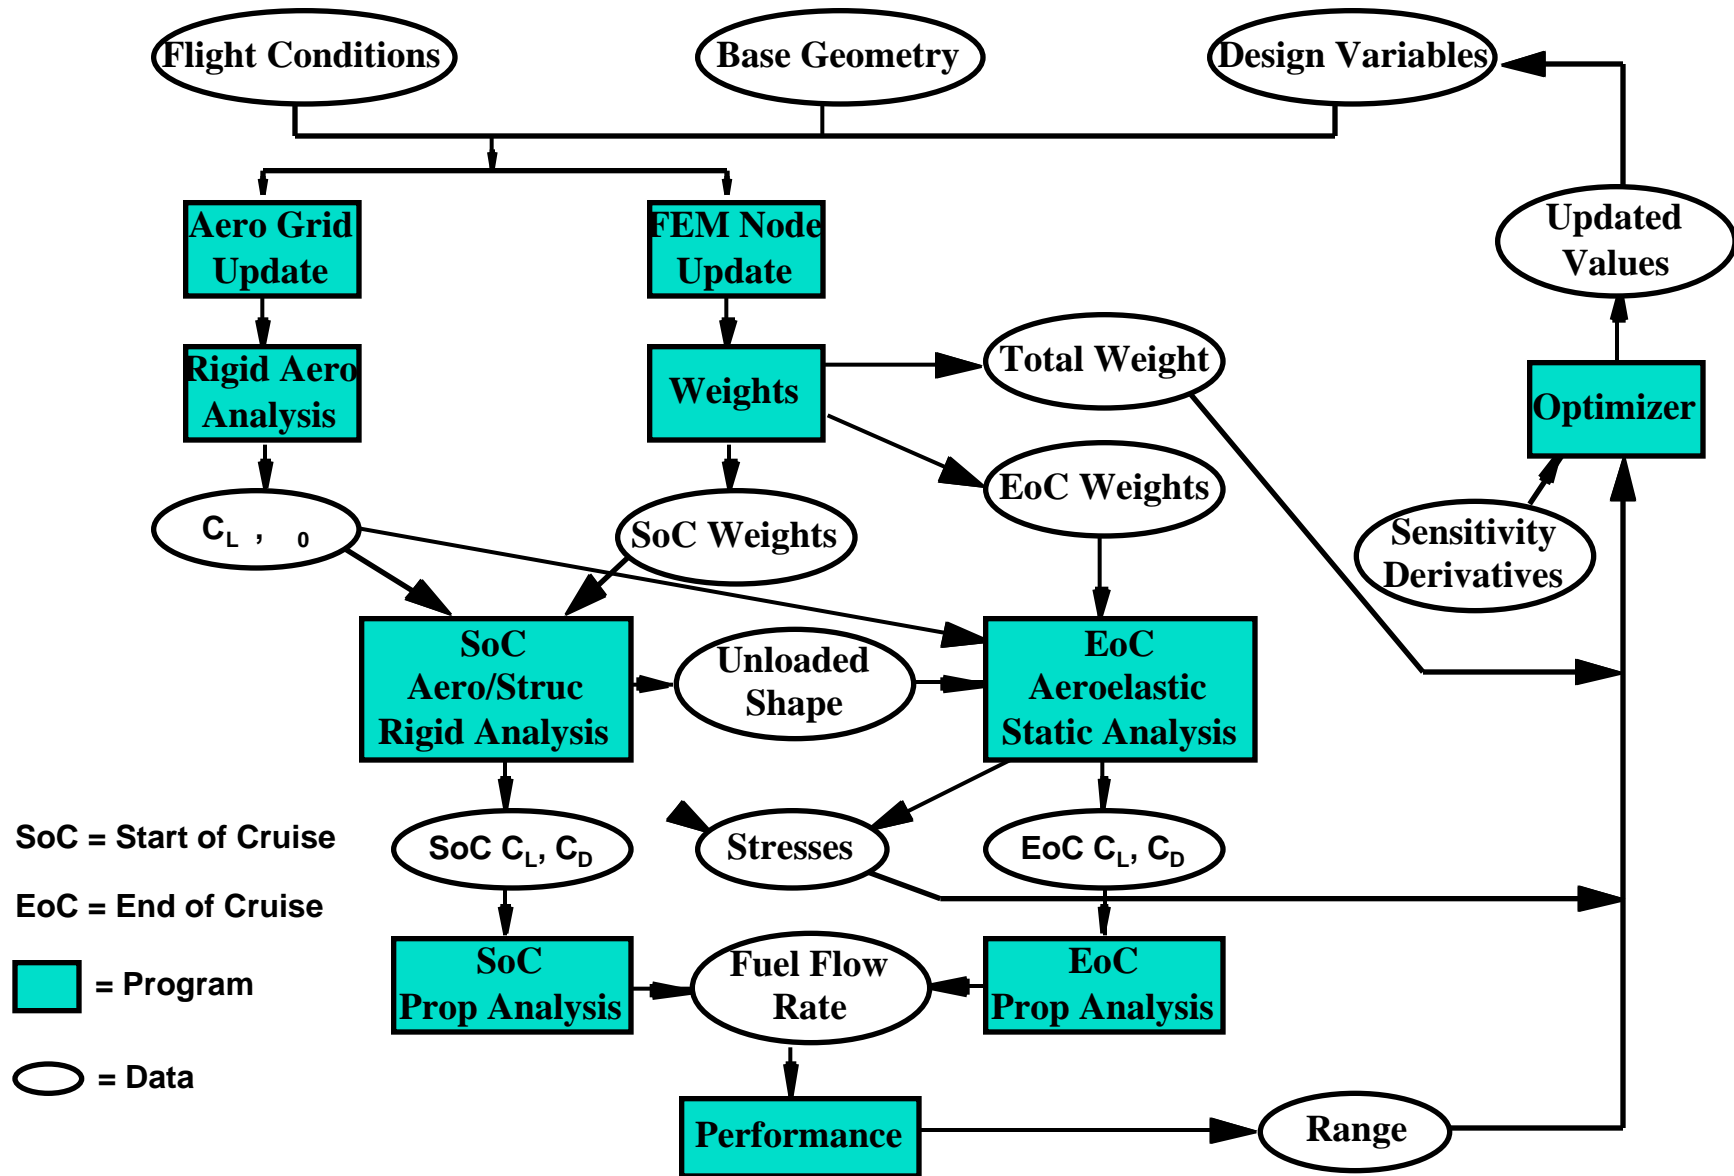 Flight Conditions
Base Geometry
Design Variables
Aero Grid
Update
FEM Node
Update
Updated
Values
Rigid Aero
Analysis
Weights
Total Weight
Optimizer
EoC Weights
CL , 0
SoC Weights
Sensitivity
Derivatives
SoC
Aero/Struc
Rigid Analysis
Unloaded
Shape
EoC
Aeroelastic
Static Analysis
SoC = Start of Cruise
SoC CL, CD
Stresses
EoC CL, CD
EoC = End of Cruise
= Program
SoC
Prop Analysis
Fuel Flow
Rate
EoC
Prop Analysis
= Data
Performance
Range